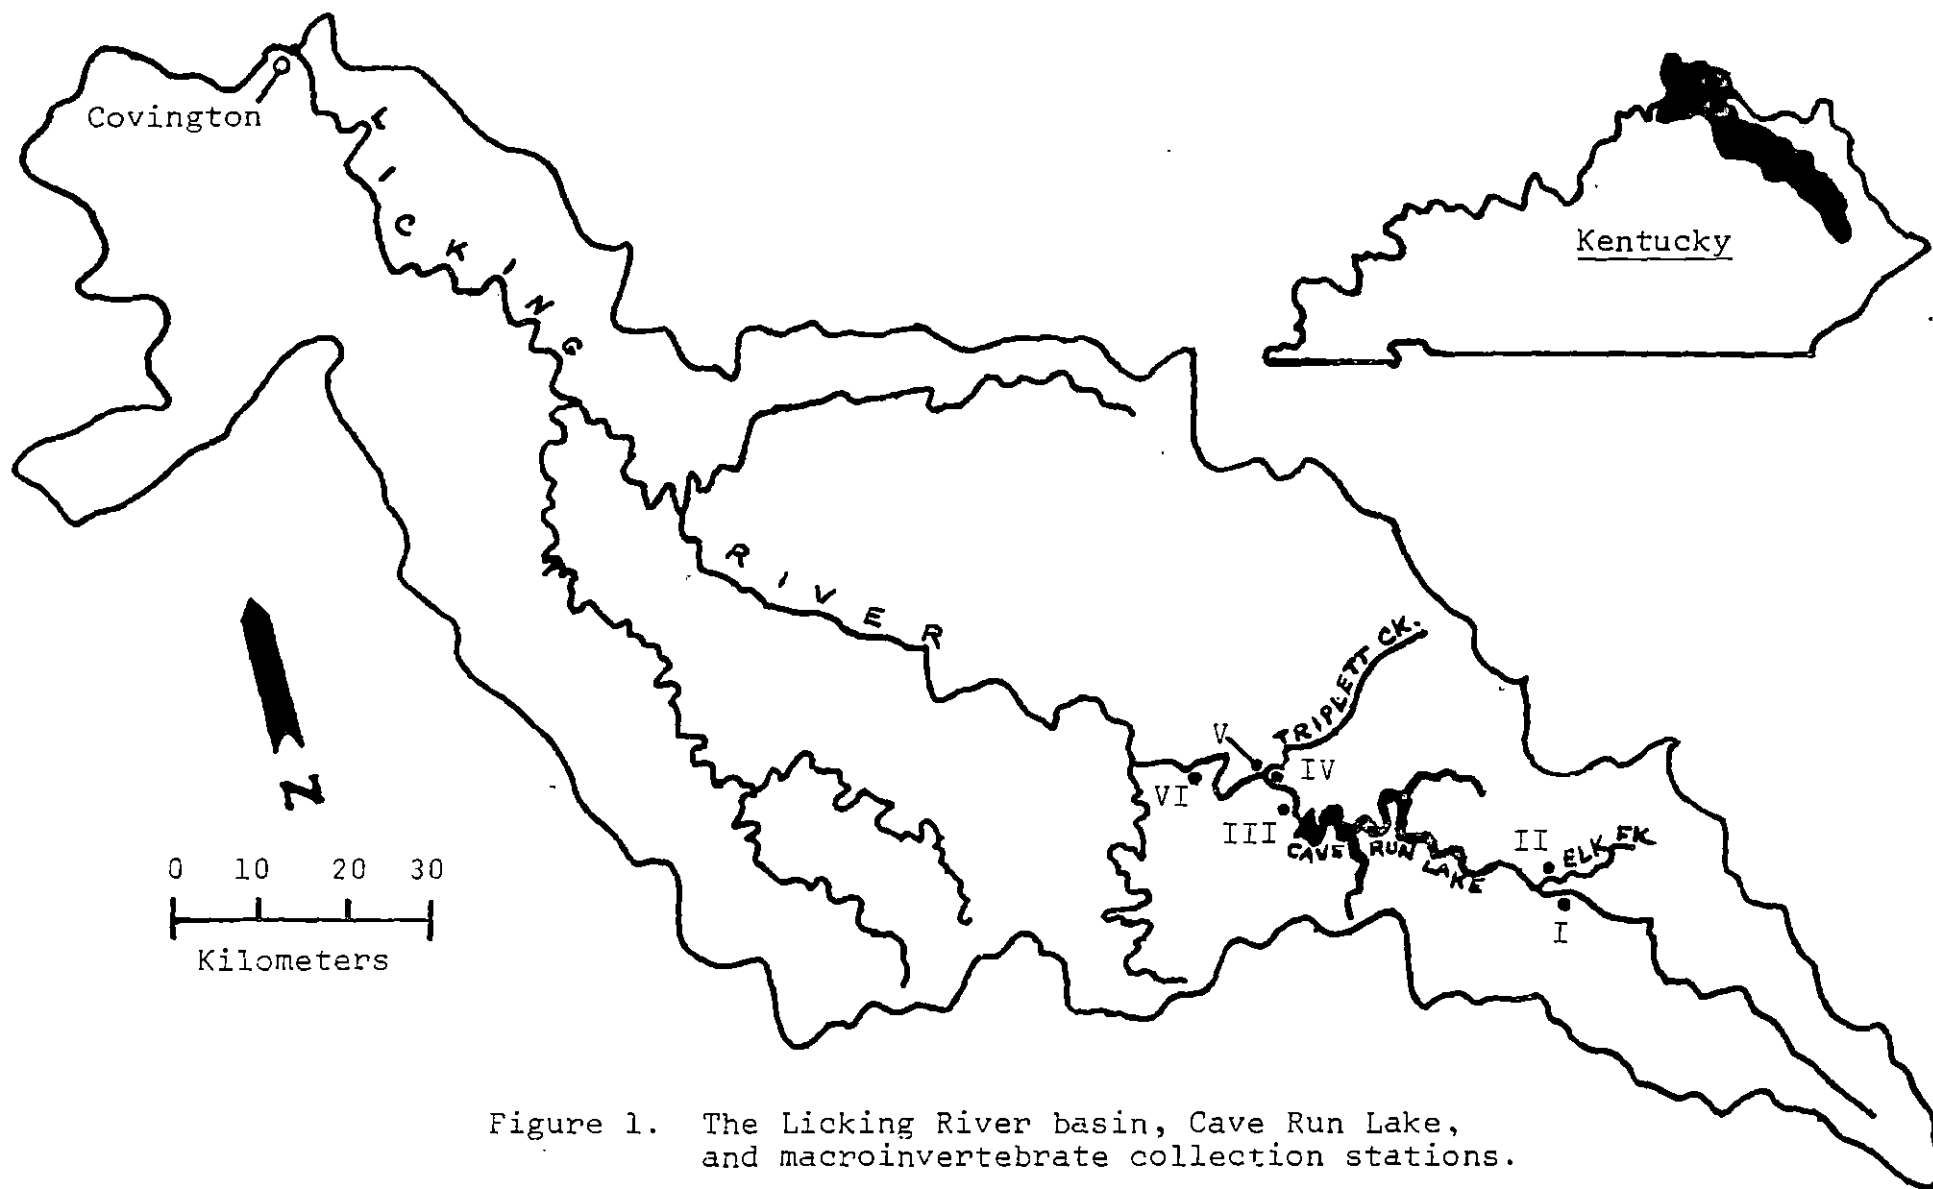 Covington
LICKING
RIVER
Kentucky
TRIPLETT CK.
V
IV
VI
III
CAVE RUN LAKE
II
ELK FK
I
N
0 10 20 30
Kilometers
Figure 1. The Licking River basin, Cave Run Lake,
and macroinvertebrate collection stations.